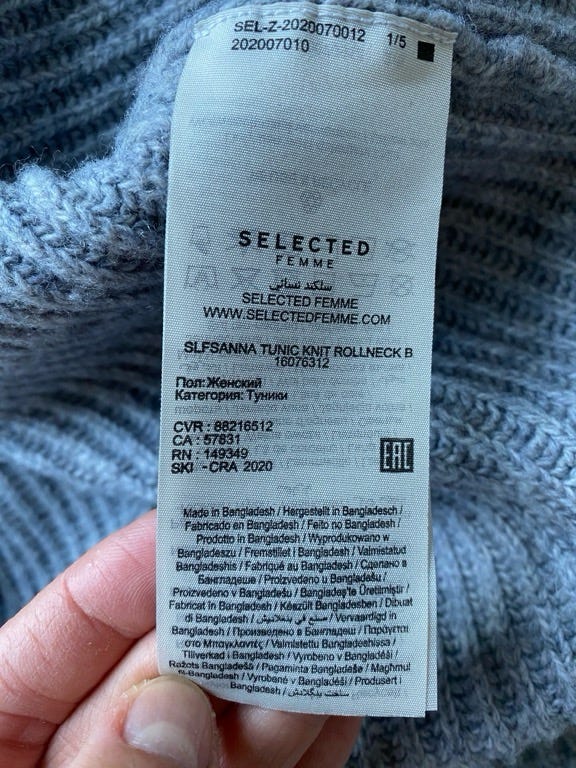 SEL-Z-2020070012 1/5
202007010
SELECTED
FEMME
سلكتد نسائي
SELECTED FEMME
WWW.SELECTEDFEMME.COM
SLFSANNA TUNIC KNIT ROLLNECK B
16076312
Пол: Женский
Категория: Туники
CVR : 88216512
CA : 57831
RN : 149349
SKI -CRA 2020
EAC
Made in Bangladesh / Hergestellt in Bangladesch /
Fabricado en Bangladesh / Feito no Bangladesh /
Prodotto in Bangladesh / Wyprodukowano w
Bangladeszu / Fremstillet i Bangladesh / Valmistatud
Bangladeshis / Fabriqué au Bangladesh / Сделано в
Бангладеше / Proizvedeno u Bangladešu /
Proizvedeno v Bangladešu / Bangladeş'te Üretilmiştir /
Fabricat în Bangladesh / Készült Bangladesben / Dibuat
di Bangladesh / صنع في بنغلاديش / Vervaardigd in
Bangladesh / Произведено в Бангладеш / Παράγεται
στο Μπαγκλαντές / Valmistettu Bangladeshissa /
Tillverkad i Bangladesh / Vyrobeno v Bangladéši /
Ražots Bangladešā / Pagaminta Bangladeše / Maghmul
fi-Bangladesh / Vyrobené v Bangladéši / Produsert i
Bangladesh / ساخت بنگلادش